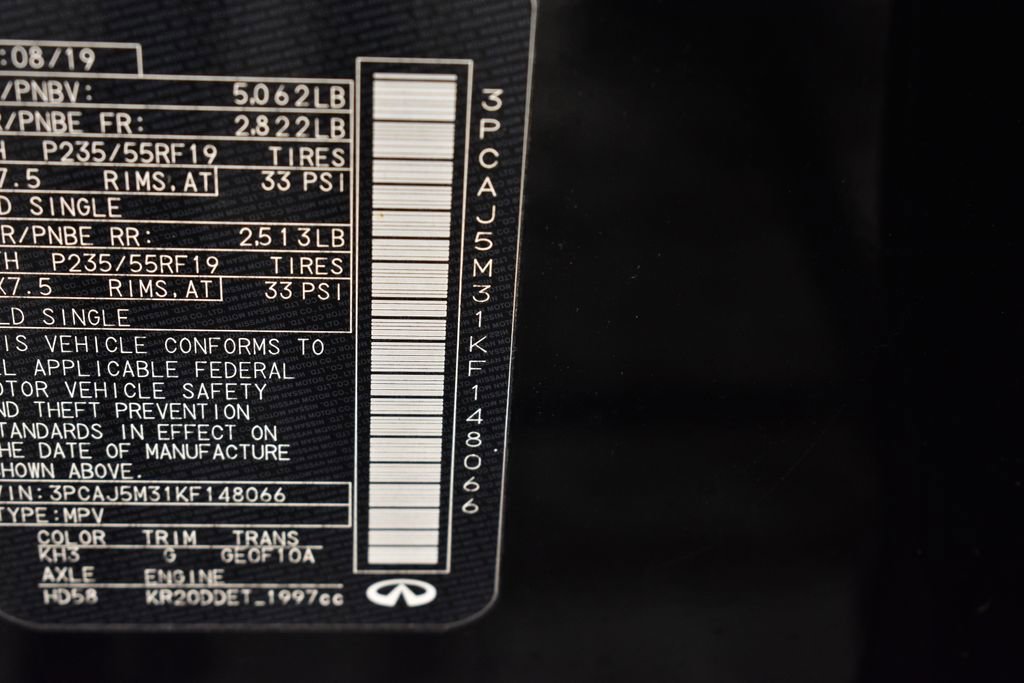 :08/19
/PNBV: 5,062LB
R/PNBE FR: 2,822LB
H P235/55RF19 TIRES
7.5 RIMS,AT 33 PSI
D SINGLE
R/PNBE RR: 2,513LB
TH P235/55RF19 TIRES
X7.5 RIMS,AT 33 PSI
LD SINGLE
IS VEHICLE CONFORMS TO
L APPLICABLE FEDERAL
OTOR VEHICLE SAFETY
ND THEFT PREVENTION
TANDARDS IN EFFECT ON
HE DATE OF MANUFACTURE
HOWN ABOVE.
VIN:3PCAJ5M31KF148066
TYPE:MPV
COLOR TRIM TRANS
KH3 G GEOF10A
AXLE ENGINE
HD58 KR20DDET_1997cc
3PCAJ5M31KF148066